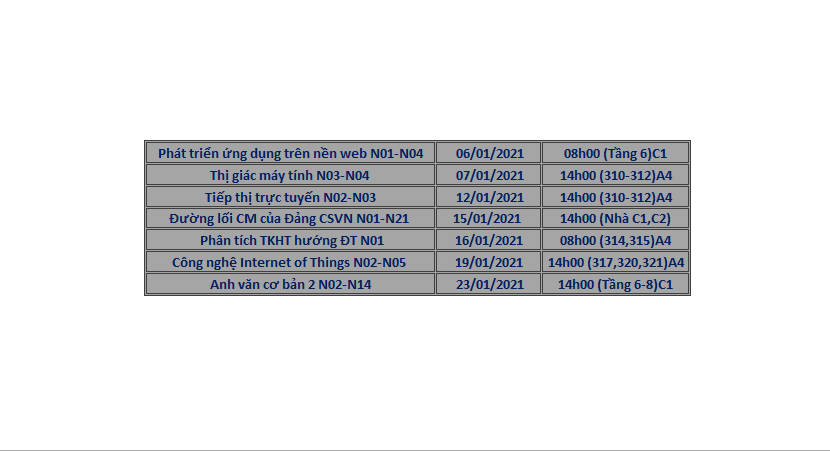 Phát triển ứng dụng trên nền web N01-N04 06/01/2021 08h00 (Tầng 6)C1
Thị giác máy tính N03-N04 07/01/2021 14h00 (310-312)A4
Tiếp thị trực tuyến N02-N03 12/01/2021 14h00 (310-312)A4
Đường lối CM của Đảng CSVN N01-N21 15/01/2021 14h00 (Nhà C1,C2)
Phân tích TKHT hướng ĐT N01 16/01/2021 08h00 (314,315)A4
Công nghệ Internet of Things N02-N05 19/01/2021 14h00 (317,320,321)A4
Anh văn cơ bản 2 N02-N14 23/01/2021 14h00 (Tầng 6-8)C1